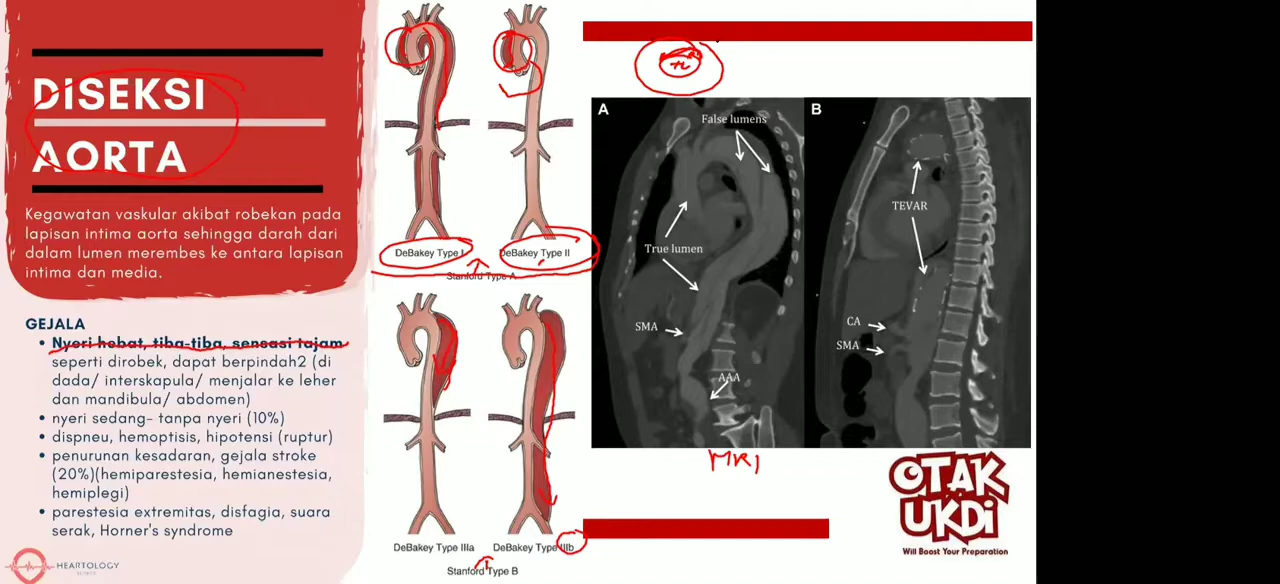 DISEKSI
AORTA
Kegawatan vaskular akibat robekan pada
lapisan intima aorta sehingga darah dari
dalam lumen merembes ke antara lapisan
intima dan media.
GEJALA
Nyeri hebat, tiba-tiba, sensasi tajam
seperti dirobek, dapat berpindah2 (di
dada/ interskapula/ menjalar ke leher
dan mandibula/ abdomen)
nyeri sedang- tanpa nyeri (10%)
dispneu, hemoptisis, hipotensi (ruptur)
penurunan kesadaran, gejala stroke
(20%)(hemiparestesia, hemianestesia,
hemiplegi)
parestesia extremitas, disfagia, suara
serak, Horner's syndrome
HEARTOLOGY
DeBakey Type I
DeBakey Type II
Stanford Type A
DeBakey Type IIIa
DeBakey Type IIIb
Stanford Type B
A
False lumens
True lumen
SMA
AAA
B
TEVAR
CA
SMA
MRI
OTAK
UKDi
Will Boost Your Preparation